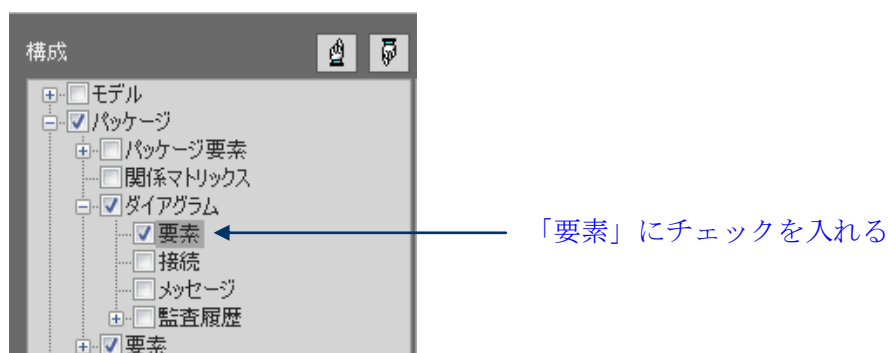 構成
モデル
パッケージ
パッケージ要素
関係マトリックス
ダイアグラム
要素
「要素」にチェックを入れる
接続
メッセージ
監査履歴
要素